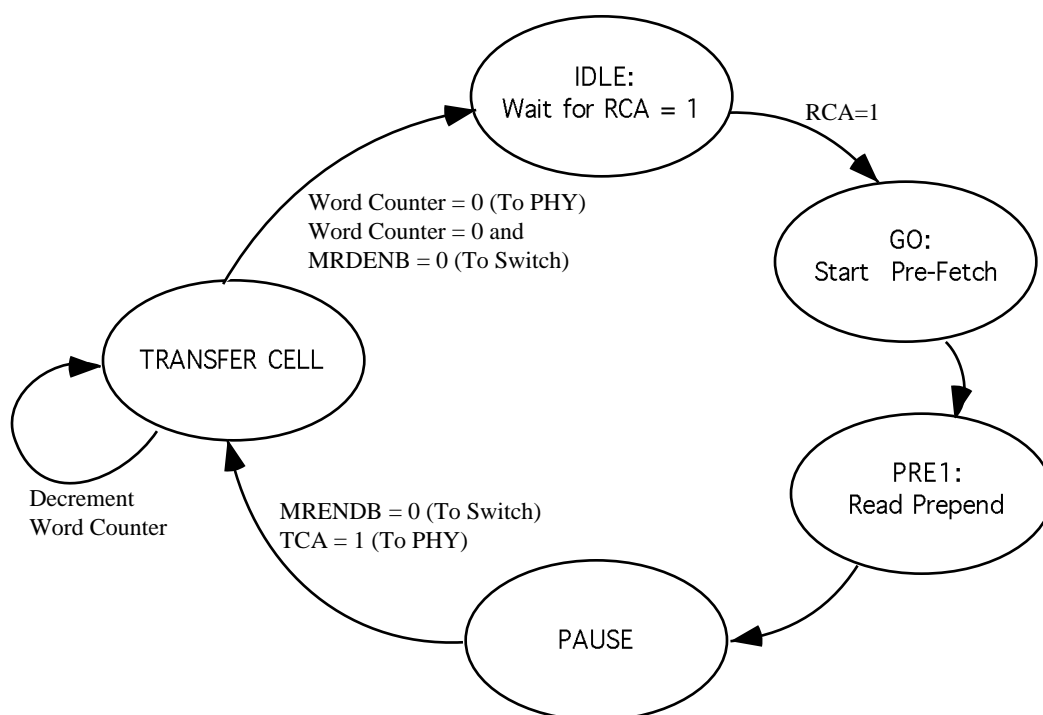 IDLE:
Wait for RCA = 1
RCA=1
Word Counter = 0 (To PHY)
Word Counter = 0 and
MRDENB = 0 (To Switch)
GO:
Start Pre-Fetch
TRANSFER CELL
PRE1:
Read Prepend
Decrement
Word Counter
MRENDB = 0 (To Switch)
TCA = 1 (To PHY)
PAUSE